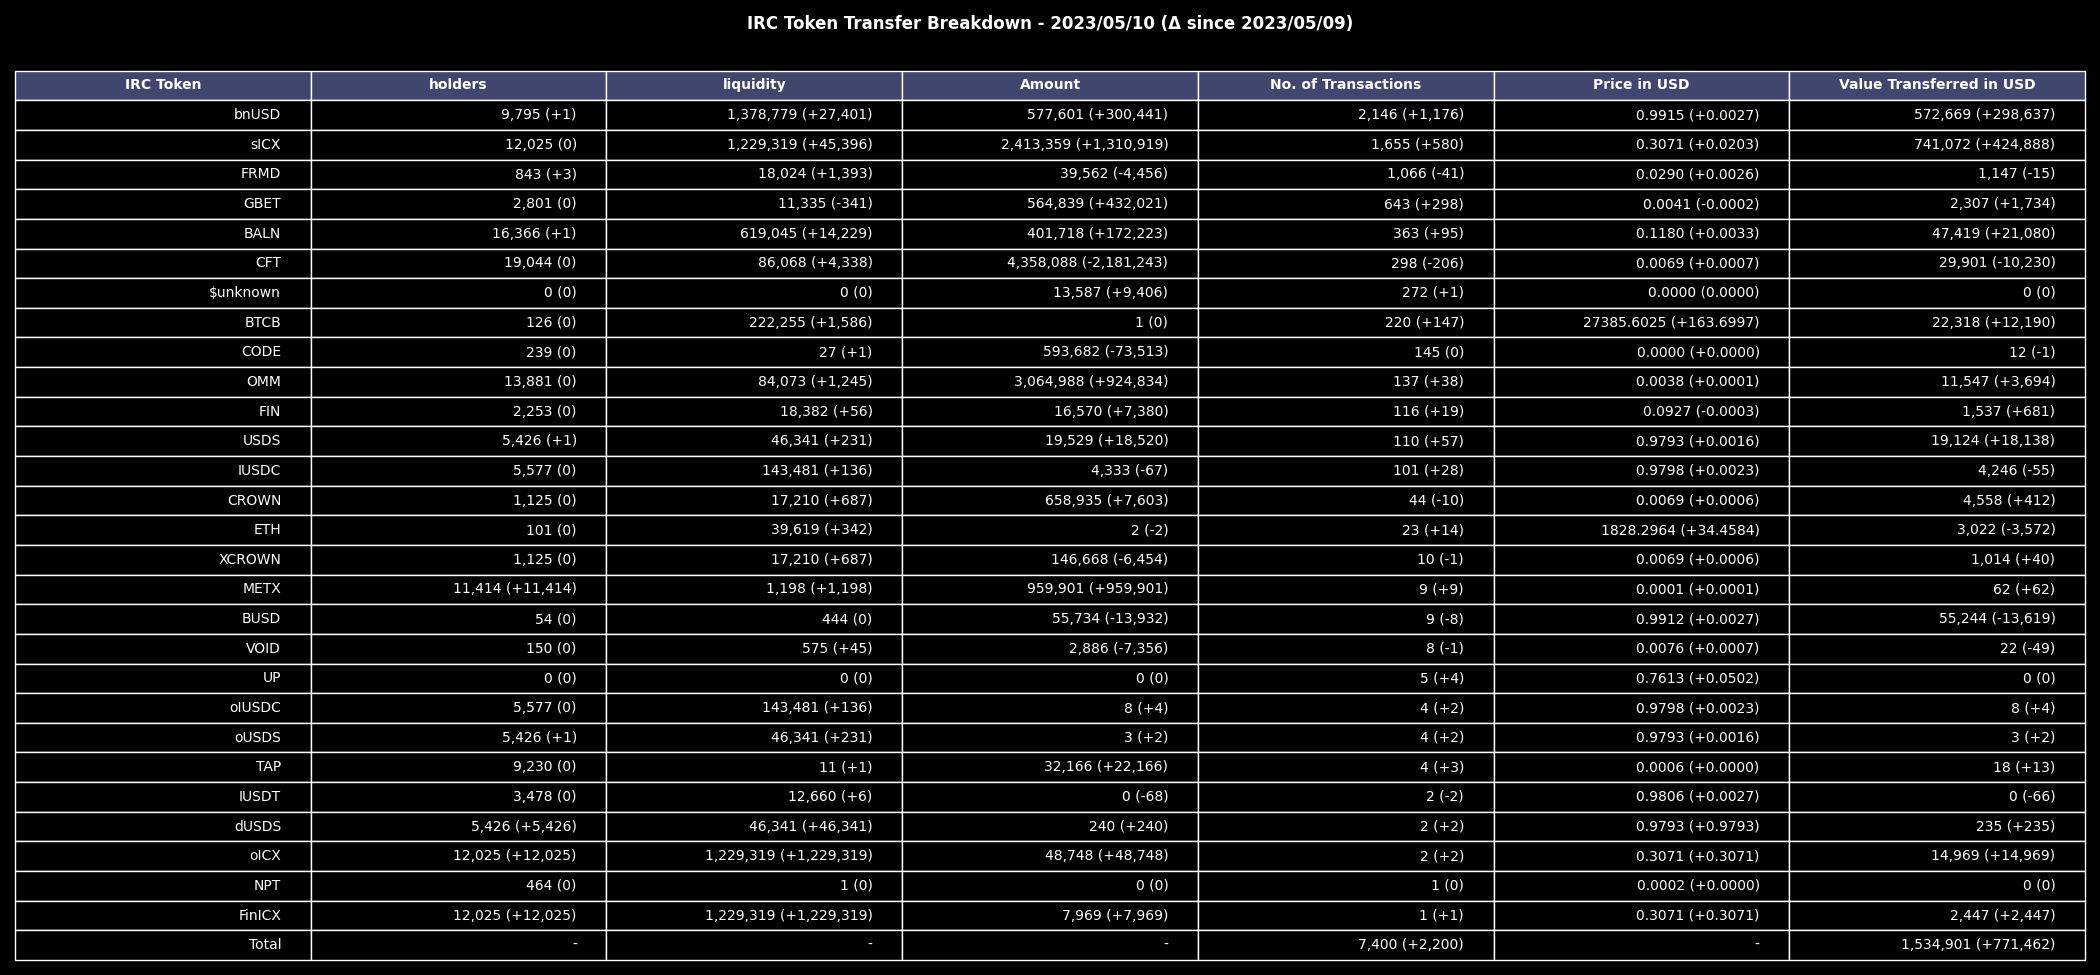 IRC Token Transfer Breakdown - 2023/05/10 (Δ since 2023/05/09)
IRC Token holders liquidity Amount No. of Transactions Price in USD Value Transferred in USD
bnUSD 9,795 (+1) 1,378,779 (+27,401) 577,601 (+300,441) 2,146 (+1,176) 0.9915 (+0.0027) 572,669 (+298,637)
sICX 12,025 (0) 1,229,319 (+45,396) 2,413,359 (+1,310,919) 1,655 (+580) 0.3071 (+0.0203) 741,072 (+424,888)
FRMD 843 (+3) 18,024 (+1,393) 39,562 (-4,456) 1,066 (-41) 0.0290 (+0.0026) 1,147 (-15)
GBET 2,801 (0) 11,335 (-341) 564,839 (+432,021) 643 (+298) 0.0041 (-0.0002) 2,307 (+1,734)
BALN 16,366 (+1) 619,045 (+14,229) 401,718 (+172,223) 363 (+95) 0.1180 (+0.0033) 47,419 (+21,080)
CFT 19,044 (0) 86,068 (+4,338) 4,358,088 (-2,181,243) 298 (-206) 0.0069 (+0.0007) 29,901 (-10,230)
$unknown 0 (0) 0 (0) 13,587 (+9,406) 272 (+1) 0.0000 (0.0000) 0 (0)
BTCB 126 (0) 222,255 (+1,586) 1 (0) 220 (+147) 27385.6025 (+163.6997) 22,318 (+12,190)
CODE 239 (0) 27 (+1) 593,682 (-73,513) 145 (0) 0.0000 (+0.0000) 12 (-1)
OMM 13,881 (0) 84,073 (+1,245) 3,064,988 (+924,834) 137 (+38) 0.0038 (+0.0001) 11,547 (+3,694)
FIN 2,253 (0) 18,382 (+56) 16,570 (+7,380) 116 (+19) 0.0927 (-0.0003) 1,537 (+681)
USDS 5,426 (+1) 46,341 (+231) 19,529 (+18,520) 110 (+57) 0.9793 (+0.0016) 19,124 (+18,138)
IUSDC 5,577 (0) 143,481 (+136) 4,333 (-67) 101 (+28) 0.9798 (+0.0023) 4,246 (-55)
CROWN 1,125 (0) 17,210 (+687) 658,935 (+7,603) 44 (-10) 0.0069 (+0.0006) 4,558 (+412)
ETH 101 (0) 39,619 (+342) 2 (-2) 23 (+14) 1828.2964 (+34.4584) 3,022 (-3,572)
XCROWN 1,125 (0) 17,210 (+687) 146,668 (-6,454) 10 (-1) 0.0069 (+0.0006) 1,014 (+40)
METX 11,414 (+11,414) 1,198 (+1,198) 959,901 (+959,901) 9 (+9) 0.0001 (+0.0001) 62 (+62)
BUSD 54 (0) 444 (0) 55,734 (-13,932) 9 (-8) 0.9912 (+0.0027) 55,244 (-13,619)
VOID 150 (0) 575 (+45) 2,886 (-7,356) 8 (-1) 0.0076 (+0.0007) 22 (-49)
UP 0 (0) 0 (0) 0 (0) 5 (+4) 0.7613 (+0.0502) 0 (0)
oIUSDC 5,577 (0) 143,481 (+136) 8 (+4) 4 (+2) 0.9798 (+0.0023) 8 (+4)
oUSDS 5,426 (+1) 46,341 (+231) 3 (+2) 4 (+2) 0.9793 (+0.0016) 3 (+2)
TAP 9,230 (0) 11 (+1) 32,166 (+22,166) 4 (+3) 0.0006 (+0.0000) 18 (+13)
IUSDT 3,478 (0) 12,660 (+6) 0 (-68) 2 (-2) 0.9806 (+0.0027) 0 (-66)
dUSDS 5,426 (+5,426) 46,341 (+46,341) 240 (+240) 2 (+2) 0.9793 (+0.9793) 235 (+235)
oICX 12,025 (+12,025) 1,229,319 (+1,229,319) 48,748 (+48,748) 2 (+2) 0.3071 (+0.3071) 14,969 (+14,969)
NPT 464 (0) 1 (0) 0 (0) 1 (0) 0.0002 (+0.0000) 0 (0)
FinICX 12,025 (+12,025) 1,229,319 (+1,229,319) 7,969 (+7,969) 1 (+1) 0.3071 (+0.3071) 2,447 (+2,447)
Total - - - 7,400 (+2,200) - 1,534,901 (+771,462)